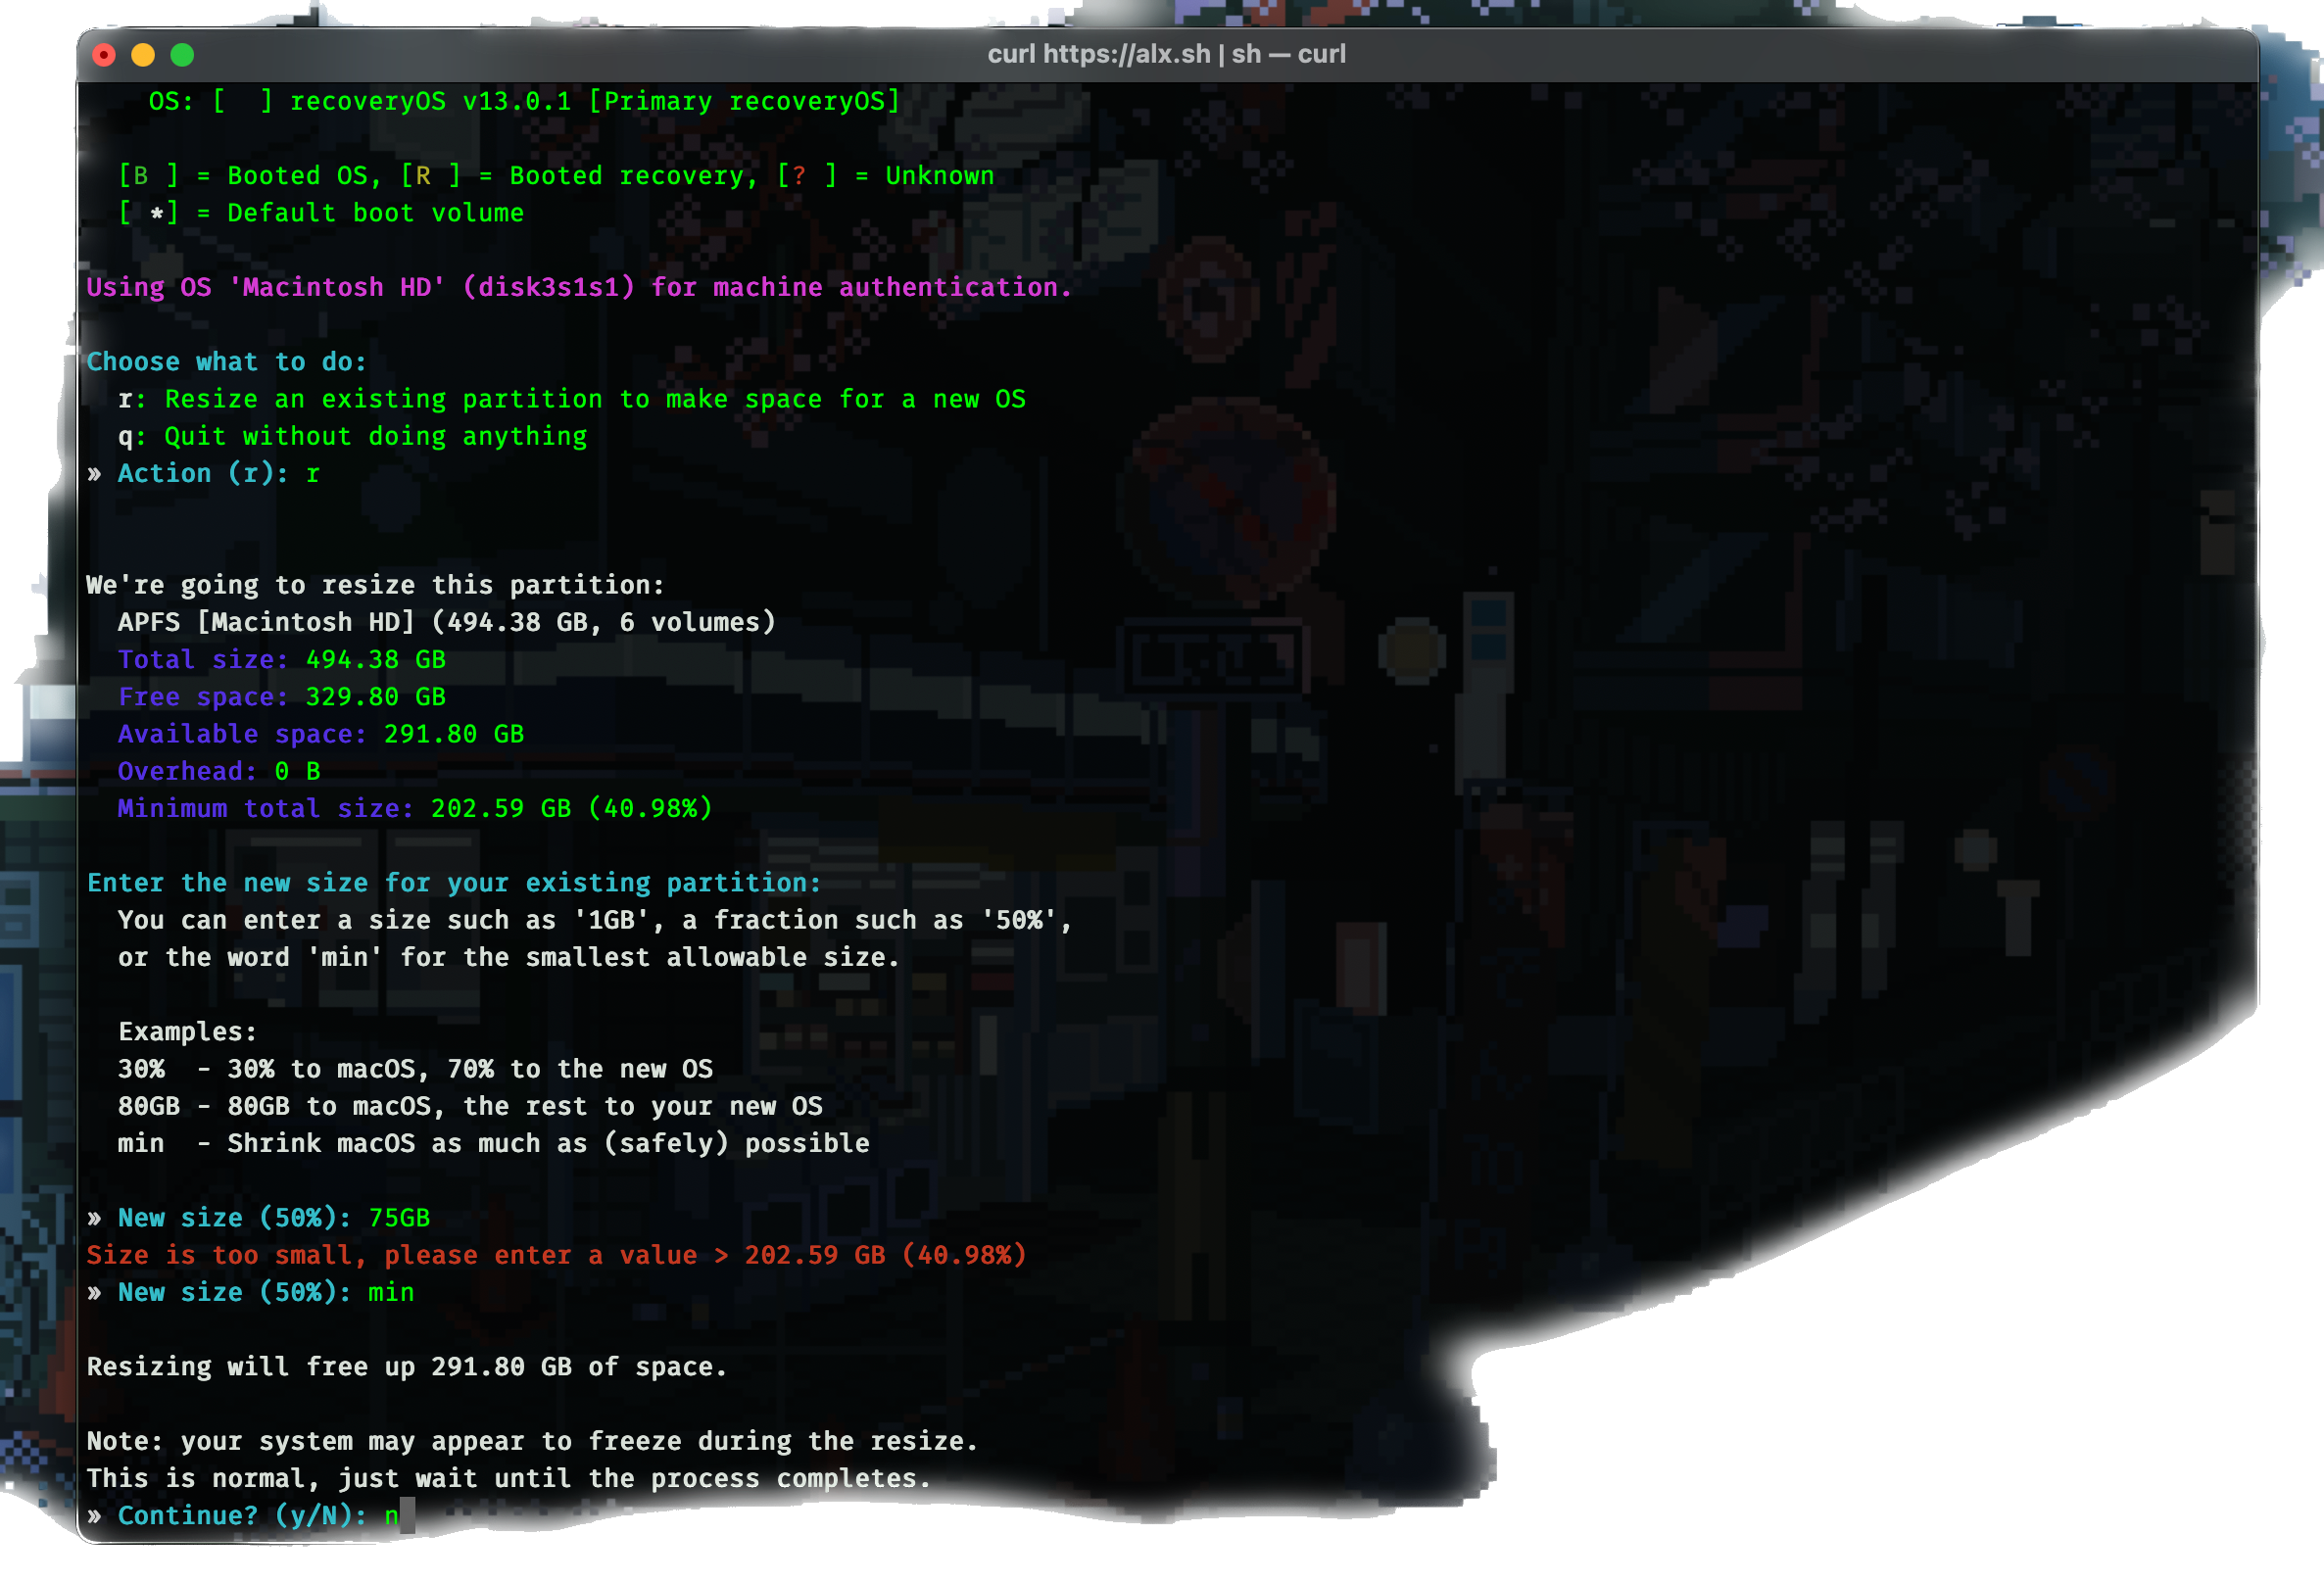 curl https://alx.sh | sh — curl
OS: [  ] recoveryOS v13.0.1 [Primary recoveryOS]
[B ] = Booted OS, [R ] = Booted recovery, [? ] = Unknown
[ *] = Default boot volume
Using OS 'Macintosh HD' (disk3s1s1) for machine authentication.
Choose what to do:
r: Resize an existing partition to make space for a new OS
q: Quit without doing anything
» Action (r): r
We're going to resize this partition:
APFS [Macintosh HD] (494.38 GB, 6 volumes)
Total size: 494.38 GB
Free space: 329.80 GB
Available space: 291.80 GB
Overhead: 0 B
Minimum total size: 202.59 GB (40.98%)
Enter the new size for your existing partition:
You can enter a size such as '1GB', a fraction such as '50%',
or the word 'min' for the smallest allowable size.
Examples:
30%  - 30% to macOS, 70% to the new OS
80GB - 80GB to macOS, the rest to your new OS
min  - Shrink macOS as much as (safely) possible
» New size (50%): 75GB
Size is too small, please enter a value > 202.59 GB (40.98%)
» New size (50%): min
Resizing will free up 291.80 GB of space.
Note: your system may appear to freeze during the resize.
This is normal, just wait until the process completes.
» Continue? (y/N): n